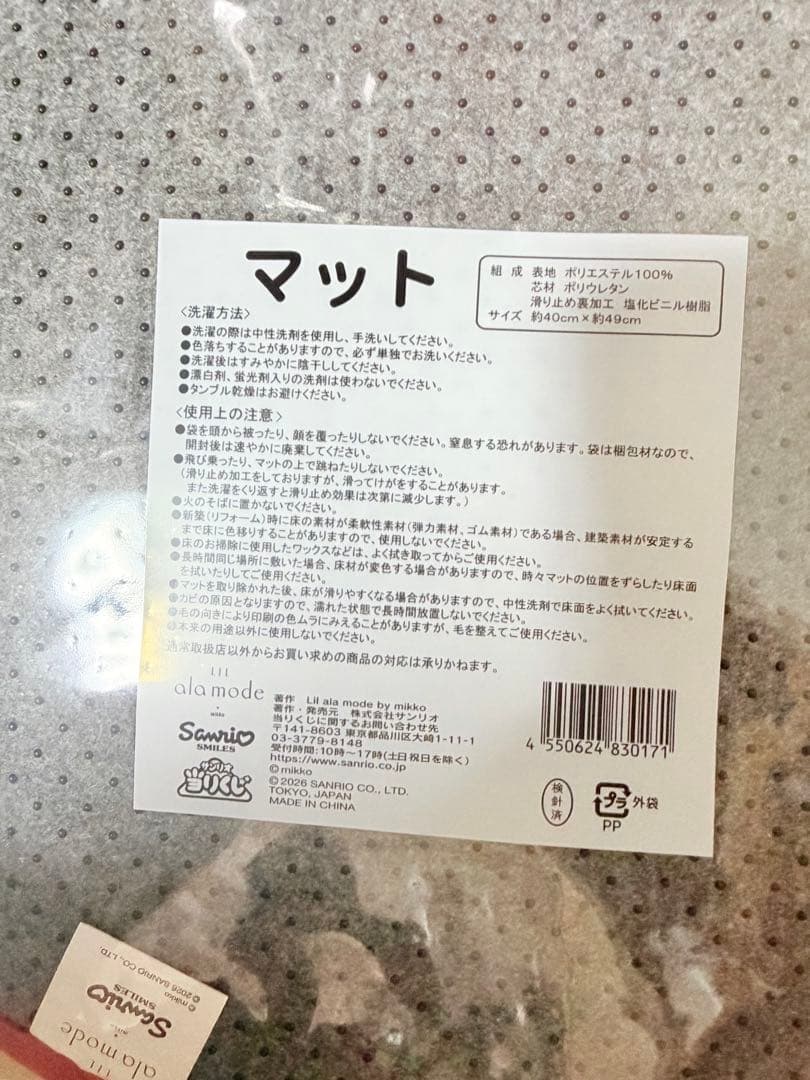 マット
組成 表地 ポリエステル100%
芯材 ポリウレタン
滑り止め裏加工 塩化ビニル樹脂
サイズ 約40cm×約49cm
<洗濯方法>
●洗濯の際は中性洗剤を使用し、手洗いしてください。
●色落ちすることがありますので、必ず単独でお洗いください。
●洗濯後はすみやかに陰干ししてください。
●漂白剤、蛍光剤入りの洗剤は使わないでください。
●タンブル乾燥はお避けください。
<使用上の注意>
●袋を頭から被ったり、顔を覆ったりしないでください。窒息する恐れがあります。袋は梱包材なので、
開封後は速やかに廃棄してください。
●飛び乗ったり、マットの上で跳ねたりしないでください。
(滑り止め加工をしておりますが、滑ってけがをすることがあります。
また洗濯をくり返すと滑り止め効果は次第に減少します。)
●火のそばに置かないでください。
●新築(リフォーム)時に床の素材が柔軟性素材(弾力素材、ゴム素材)である場合、建築素材が安定する
まで床に色移りすることがありますので、使用しないでください。
●床のお掃除に使用したワックスなどは、よく拭き取ってからご使用ください。
●長時間同じ場所に敷いた場合、床材が変色する場合がありますので、時々マットの位置をずらしたり床面
を拭いたりしてご使用ください。
●マットを取り除かれた後、床が滑りやすくなる場合がありますので、中性洗剤で床面をよく拭いてください。
●カビの原因となりますので、濡れた状態で長時間放置しないでください。
●毛の向きにより印刷の色ムラにみえることがありますが、毛を整えてご使用ください。
●本来の用途以外に使用しないでください。
通常取扱店以外からお買い求めの商品の対応は承りかねます。
LIL
ala mode
mikko
Sanrio
SMILES
サンリオ
当りくじ
著作 Lil ala mode by mikko
著作・発売元 株式会社サンリオ
当りくじに関するお問い合わせ先
〒141-8603 東京都品川区大崎1-11-1
03-3779-8148
受付時間:10時~17時(土日祝日を除く)
https://www.sanrio.co.jp
©mikko
©2026 SANRIO CO., LTD.
TOKYO, JAPAN
MADE IN CHINA
4 550624 830171
検針済
プラ 外袋
PP
LIL
ala mode
Sanrio
SMILES
©mikko
©2026 SANRIO CO., LTD.